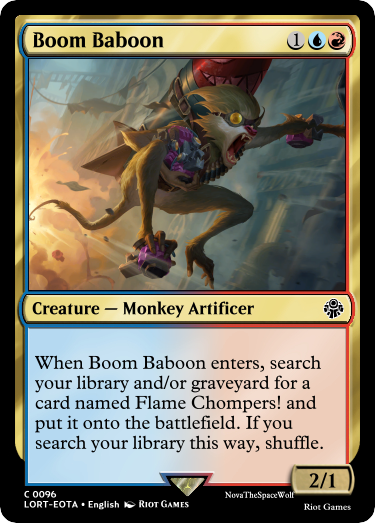 Boom Baboon 1
Creature — Monkey Artificer
When Boom Baboon enters, search
your library and/or graveyard for a
card named Flame Chompers! and
put it onto the battlefield. If you
search your library this way, shuffle.
2/1
C 0096
LORT-EOTA • English Riot Games
NovaTheSpaceWolf
Riot Games